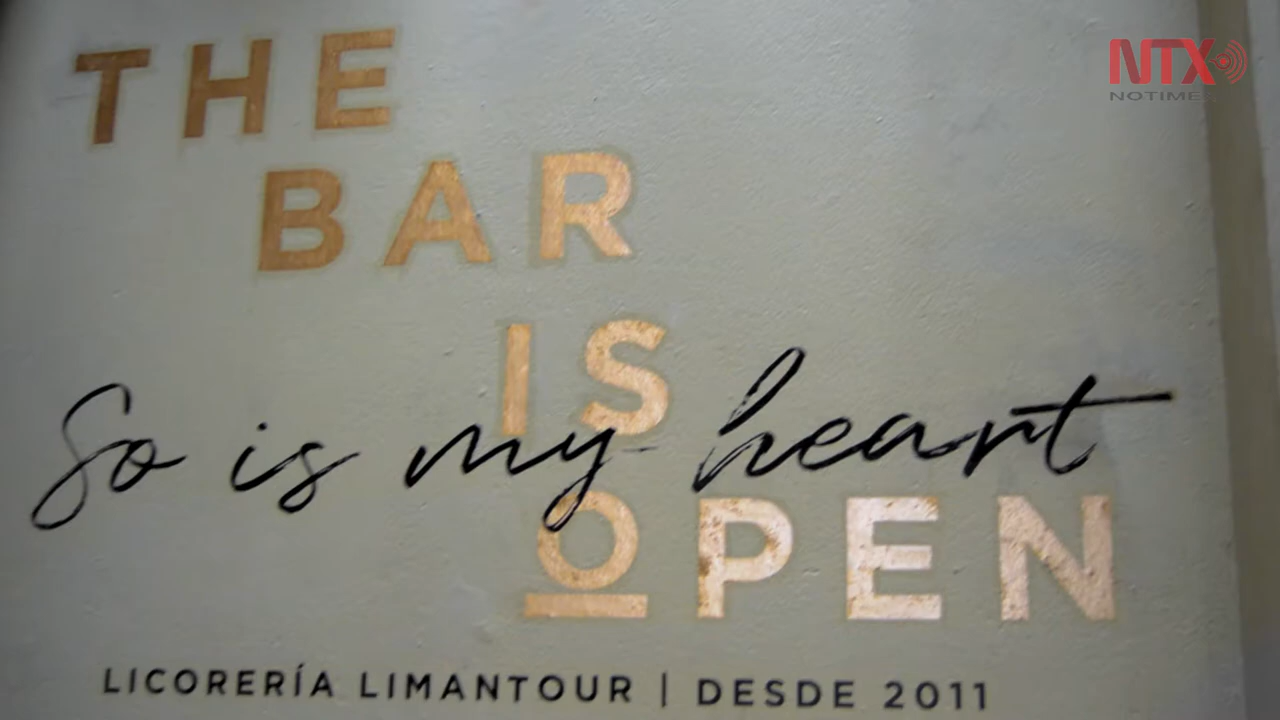 THE
BAR
IS
So is my heart
OPEN
LICORERÍA LIMANTOUR | DESDE 2011
NTX
NOTIMEX